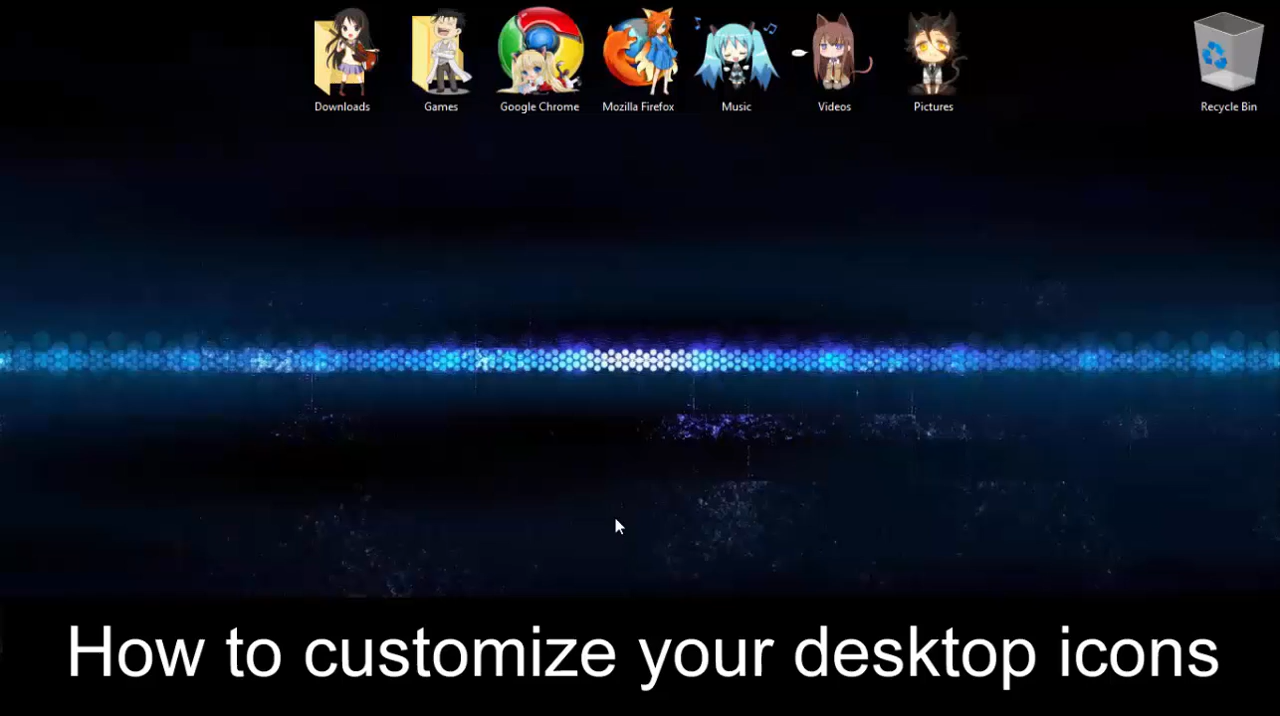 Downloads
Games
Google Chrome
Mozilla Firefox
Music
Videos
Pictures
Recycle Bin
How to customize your desktop icons